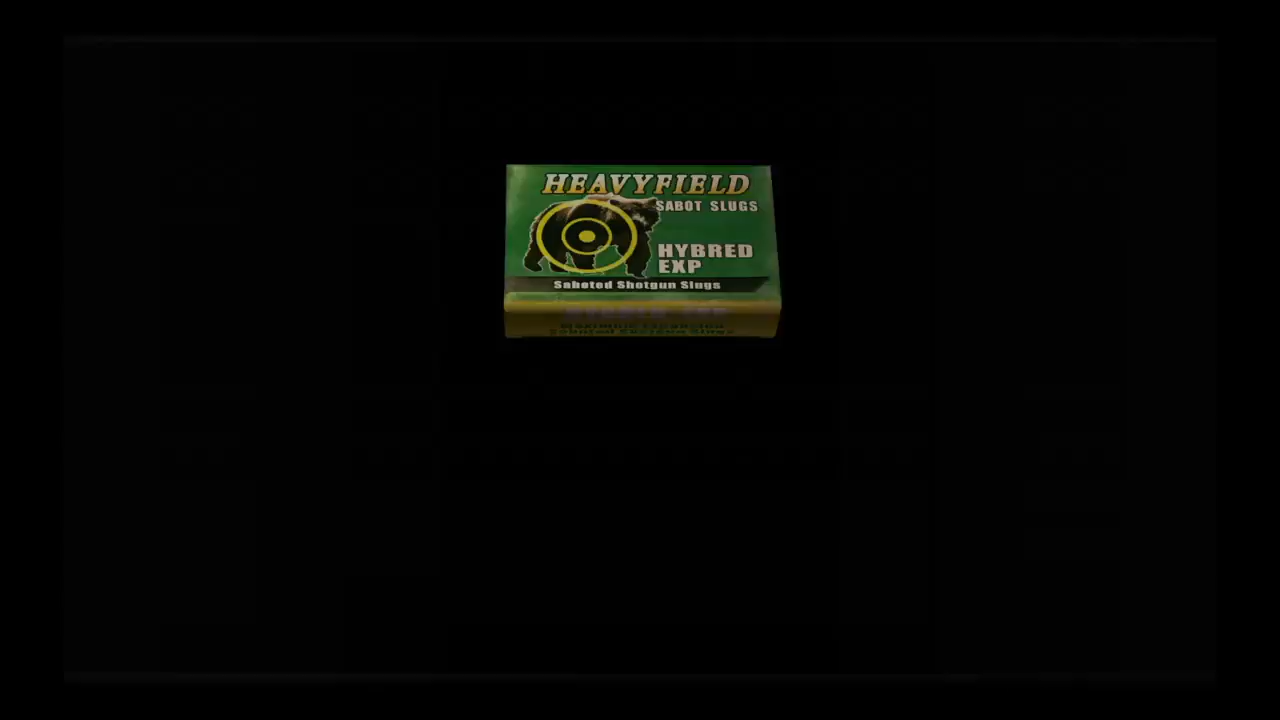 HEAVYFIELD
SABOT SLUGS
HYBRED
EXP
Saboted Shotgun Slugs